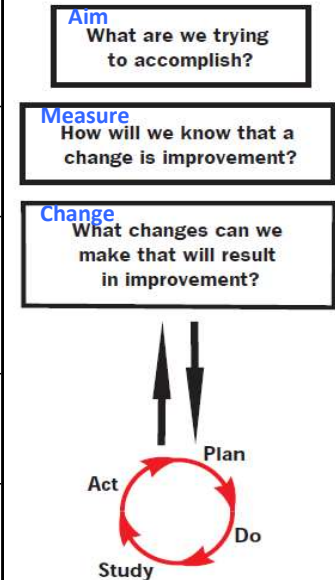 Aim
What are we trying
to accomplish?
Measure
How will we know that a
change is improvement?
Change
What changes can we
make that will result
in improvement?
Plan
Act
Do
Study